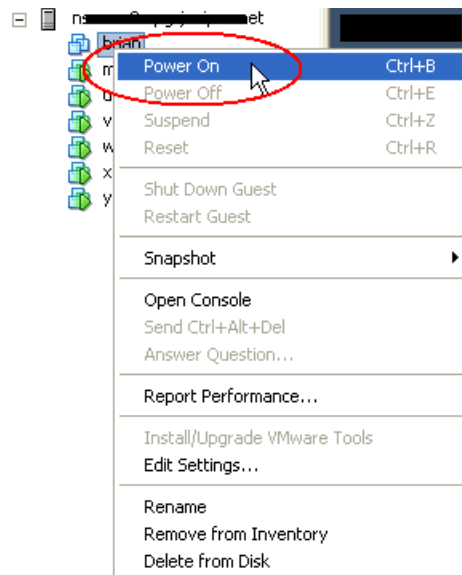 brian
m
u
v
w
x
y
Power On Ctrl+B
Power Off Ctrl+E
Suspend Ctrl+Z
Reset Ctrl+R
Shut Down Guest
Restart Guest
Snapshot
Open Console
Send Ctrl+Alt+Del
Answer Question...
Report Performance...
Install/Upgrade VMware Tools
Edit Settings...
Rename
Remove from Inventory
Delete from Disk